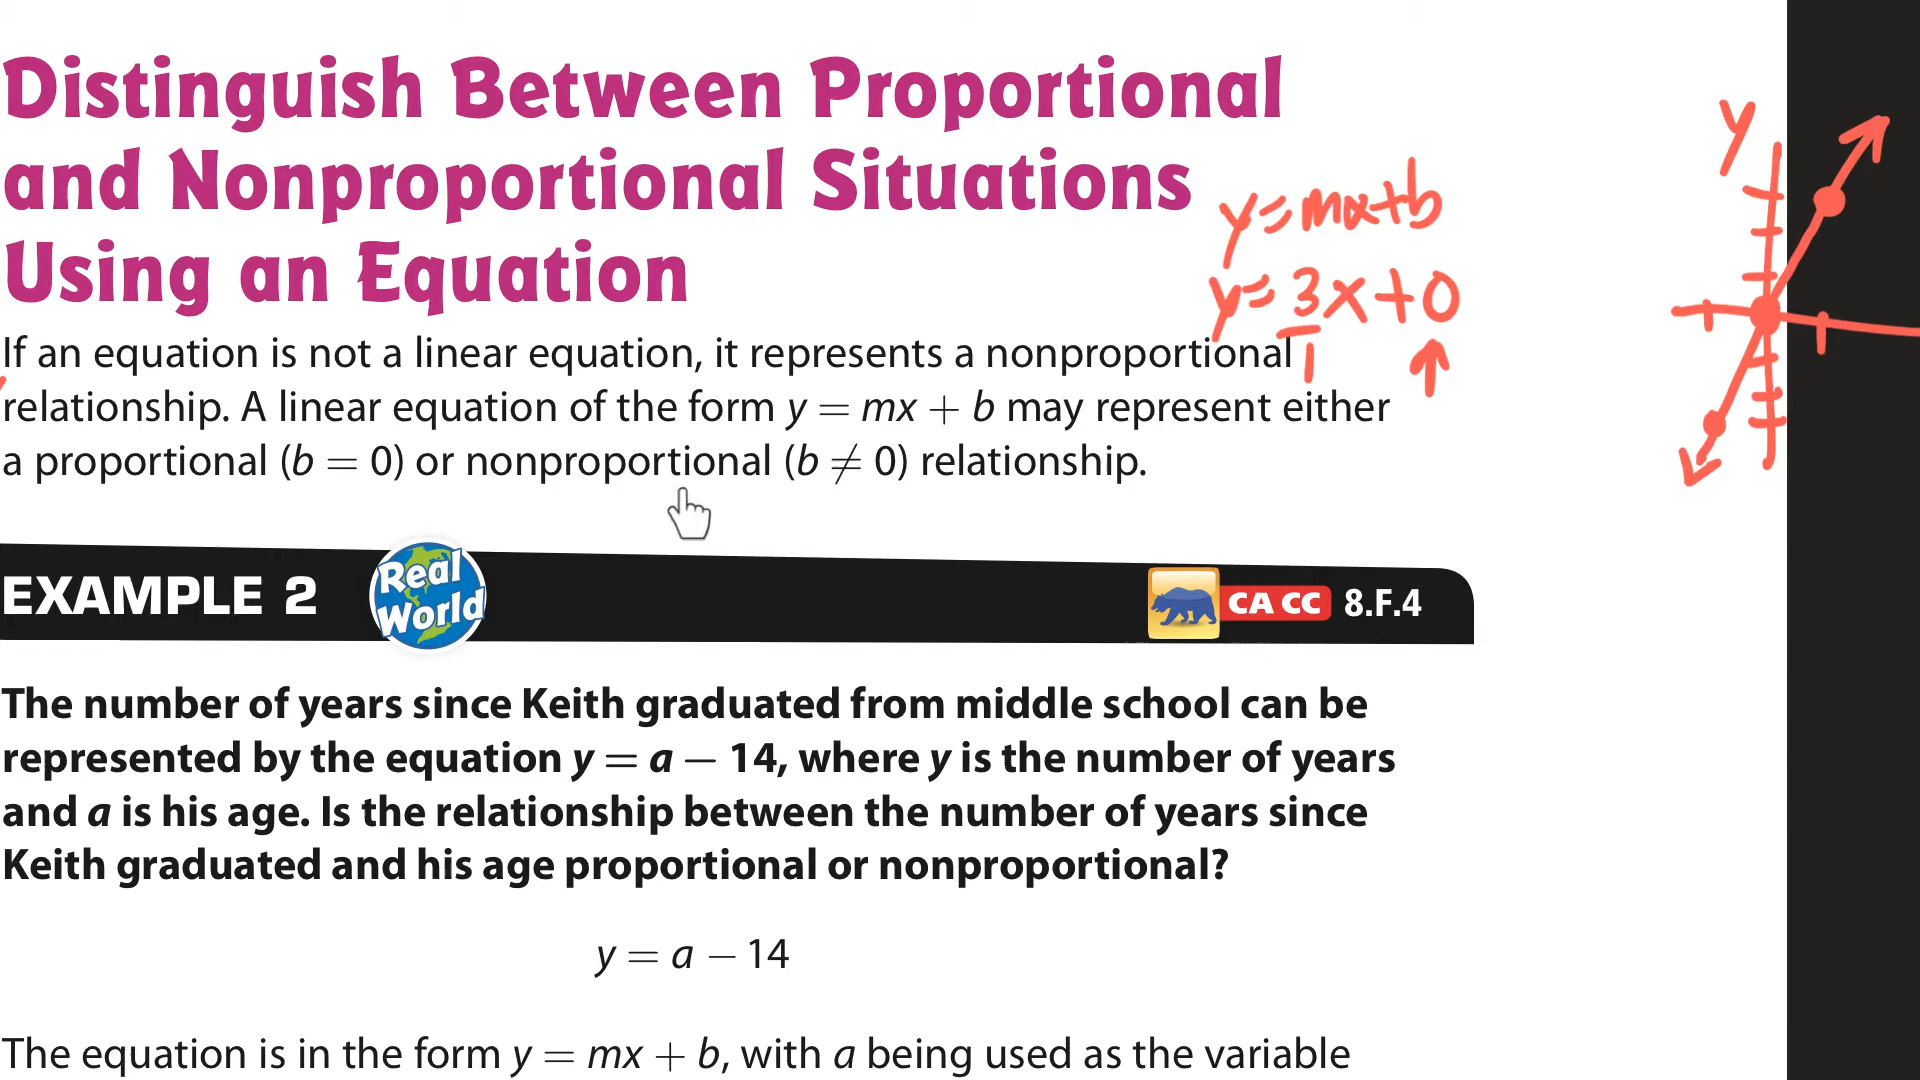 Distinguish Between Proportional
and Nonproportional Situations
Using an Equation
y=mx+b
y=3x+0
1
y
If an equation is not a linear equation, it represents a nonproportional
relationship. A linear equation of the form y = mx + b may represent either
a proportional (b = 0) or nonproportional (b ≠ 0) relationship.
EXAMPLE 2
Real
World
CA CC 8.F.4
The number of years since Keith graduated from middle school can be
represented by the equation y = a – 14, where y is the number of years
and a is his age. Is the relationship between the number of years since
Keith graduated and his age proportional or nonproportional?
y = a – 14
The equation is in the form y = mx + b, with a being used as the variable